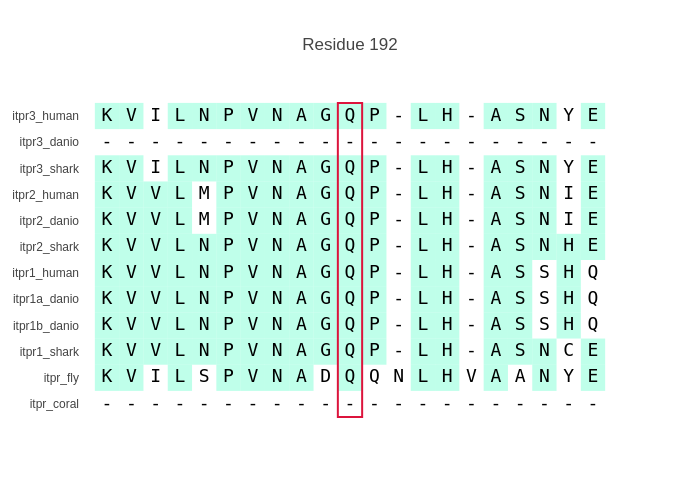 Residue 192
itpr3_human K V I L N P V N A G Q P - L H - A S N Y E
itpr3_danio - - - - - - - - - - - - - - - - - - - - -
itpr3_shark K V I L N P V N A G Q P - L H - A S N Y E
itpr2_human K V V L M P V N A G Q P - L H - A S N I E
itpr2_danio K V V L M P V N A G Q P - L H - A S N I E
itpr2_shark K V V L N P V N A G Q P - L H - A S N H E
itpr1_human K V V L N P V N A G Q P - L H - A S S H Q
itpr1a_danio K V V L N P V N A G Q P - L H - A S S H Q
itpr1b_danio K V V L N P V N A G Q P - L H - A S S H Q
itpr1_shark K V V L N P V N A G Q P - L H - A S N C E
itpr_fly K V I L S P V N A D Q Q N L H V A A N Y E
itpr_coral - - - - - - - - - - - - - - - - - - - - -